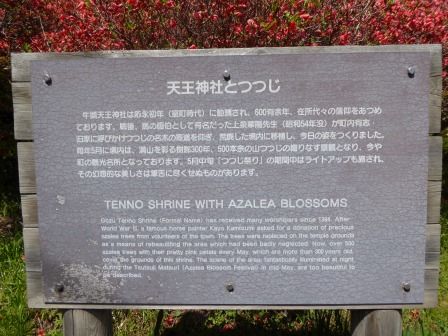 天王神社とつつじ
牛頭天王神社は応永初年（室町時代）に勧請され、600有余年、在所代々の信仰をあつめ
ております。戦後、馬の画伯として有名だった上泉華陽先生（昭和54年没）が町内有志・
旧家に呼びかけつつじの名木の寄進を仰ぎ、荒廃した境内に移植し、今日の姿をつくりました。
毎年5月に境内は、満山を彩る樹齢300年、500本余の山つつじの織りなす景観となり、今や
町の観光名所となっております。5月中旬「つつじ祭り」の期間中はライトアップも施され、
その幻想的な美しさは筆舌に尽くせぬものがあります。
TENNO SHRINE WITH AZALEA BLOSSOMS
Gozu Tenno Shrine (Formal Name), has received many worshipers since 1394. After
World War II, a famous horse painter Kayo Kamiizumi asked for a donation of precious
azalea trees from volunteers of the town. The trees were replaced on the temple grounds
as a means of rebeautifing the area which had been badly neglected. Now, over 500
azalea trees with their pretty pink petals every May, which are more than 300 years old,
cover the grounds of this shrine. The scene of the area fantastically illuminated at night
during the Tsutsuji Matsuri (Azalea Blossom Festival) in mid-May, are too beautiful to
be described.